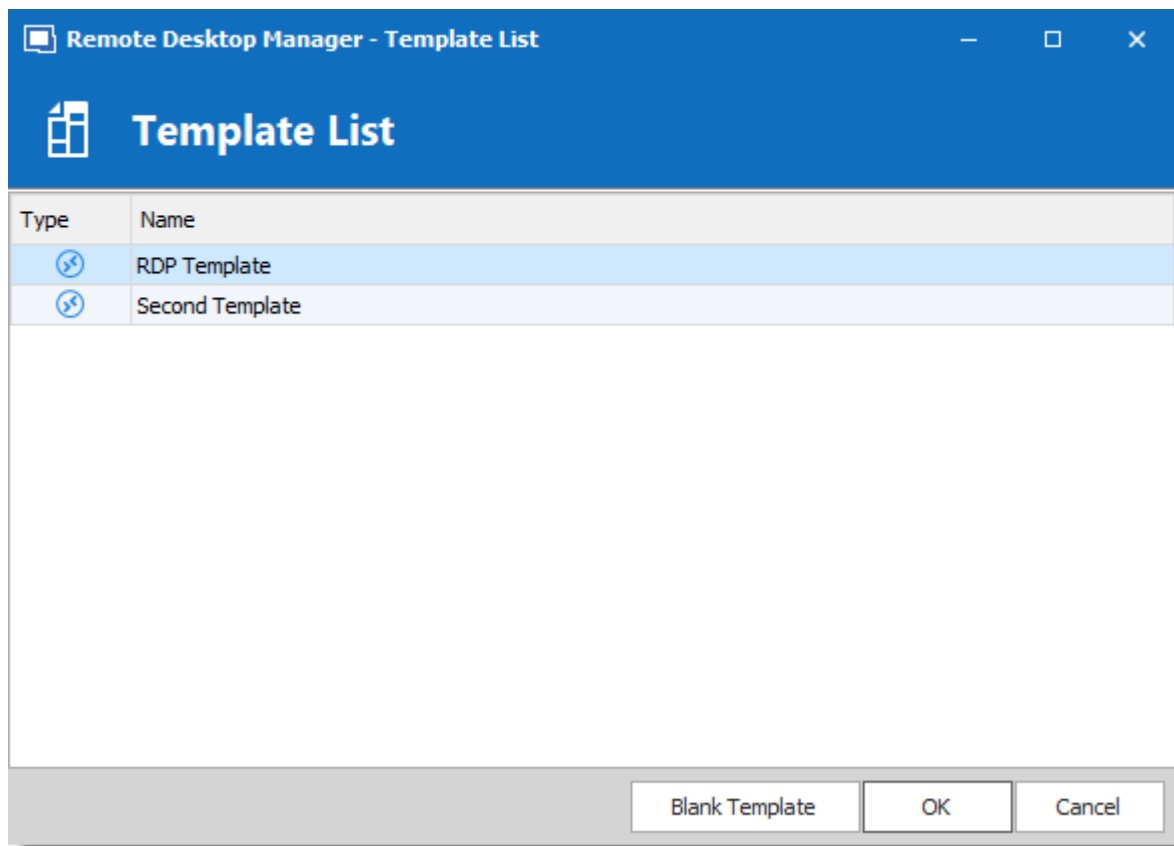 Remote Desktop Manager - Template List
Template List
Type Name
RDP Template
Second Template
Blank Template OK Cancel